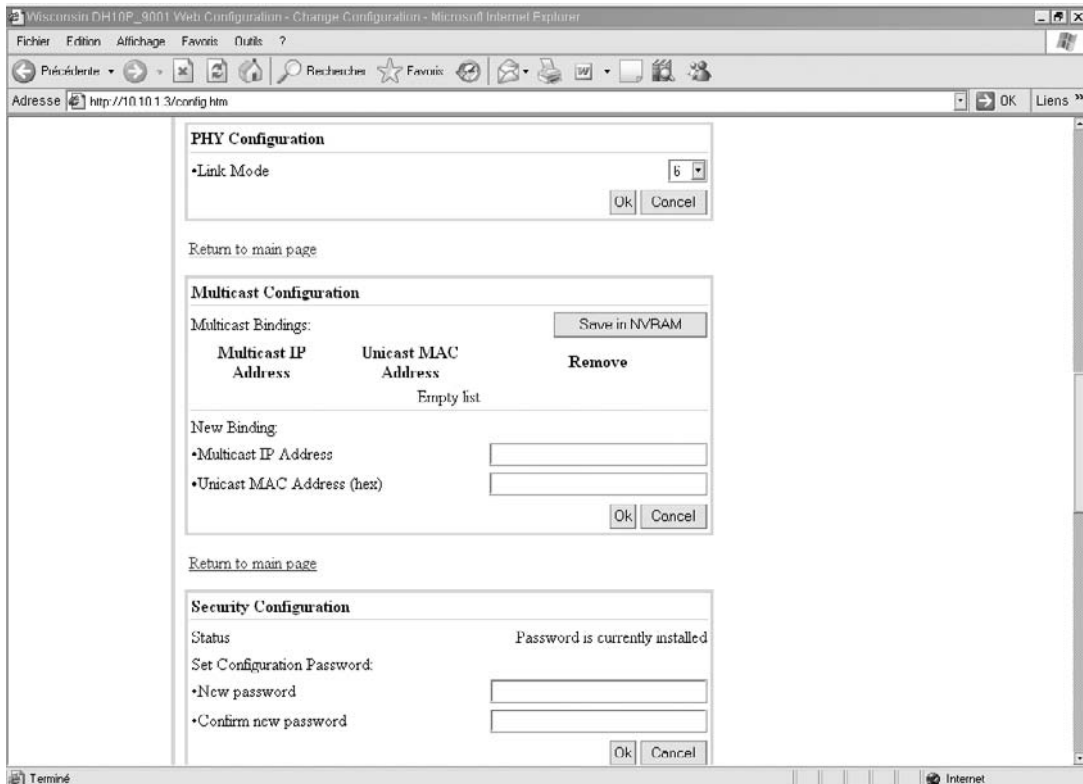 Wisconsin DH10P_9001 Web Configuration - Change Configuration - Microsoft Internet Explorer
Fichier Edition Affichage Favoris Outils ?
Précédente Rechercher Favoris
Adresse http://10.10.1.3/config.htm OK Liens »
PHY Configuration
•Link Mode 6
Ok Cancel
Return to main page
Multicast Configuration
Multicast Bindings: Save in NVRAM
Multicast IP Address Unicast MAC Address Remove
Empty list
New Binding:
•Multicast IP Address
•Unicast MAC Address (hex)
Ok Cancel
Return to main page
Security Configuration
Status Password is currently installed
Set Configuration Password:
•New password
•Confirm new password
Ok Cancel
Terminé Internet